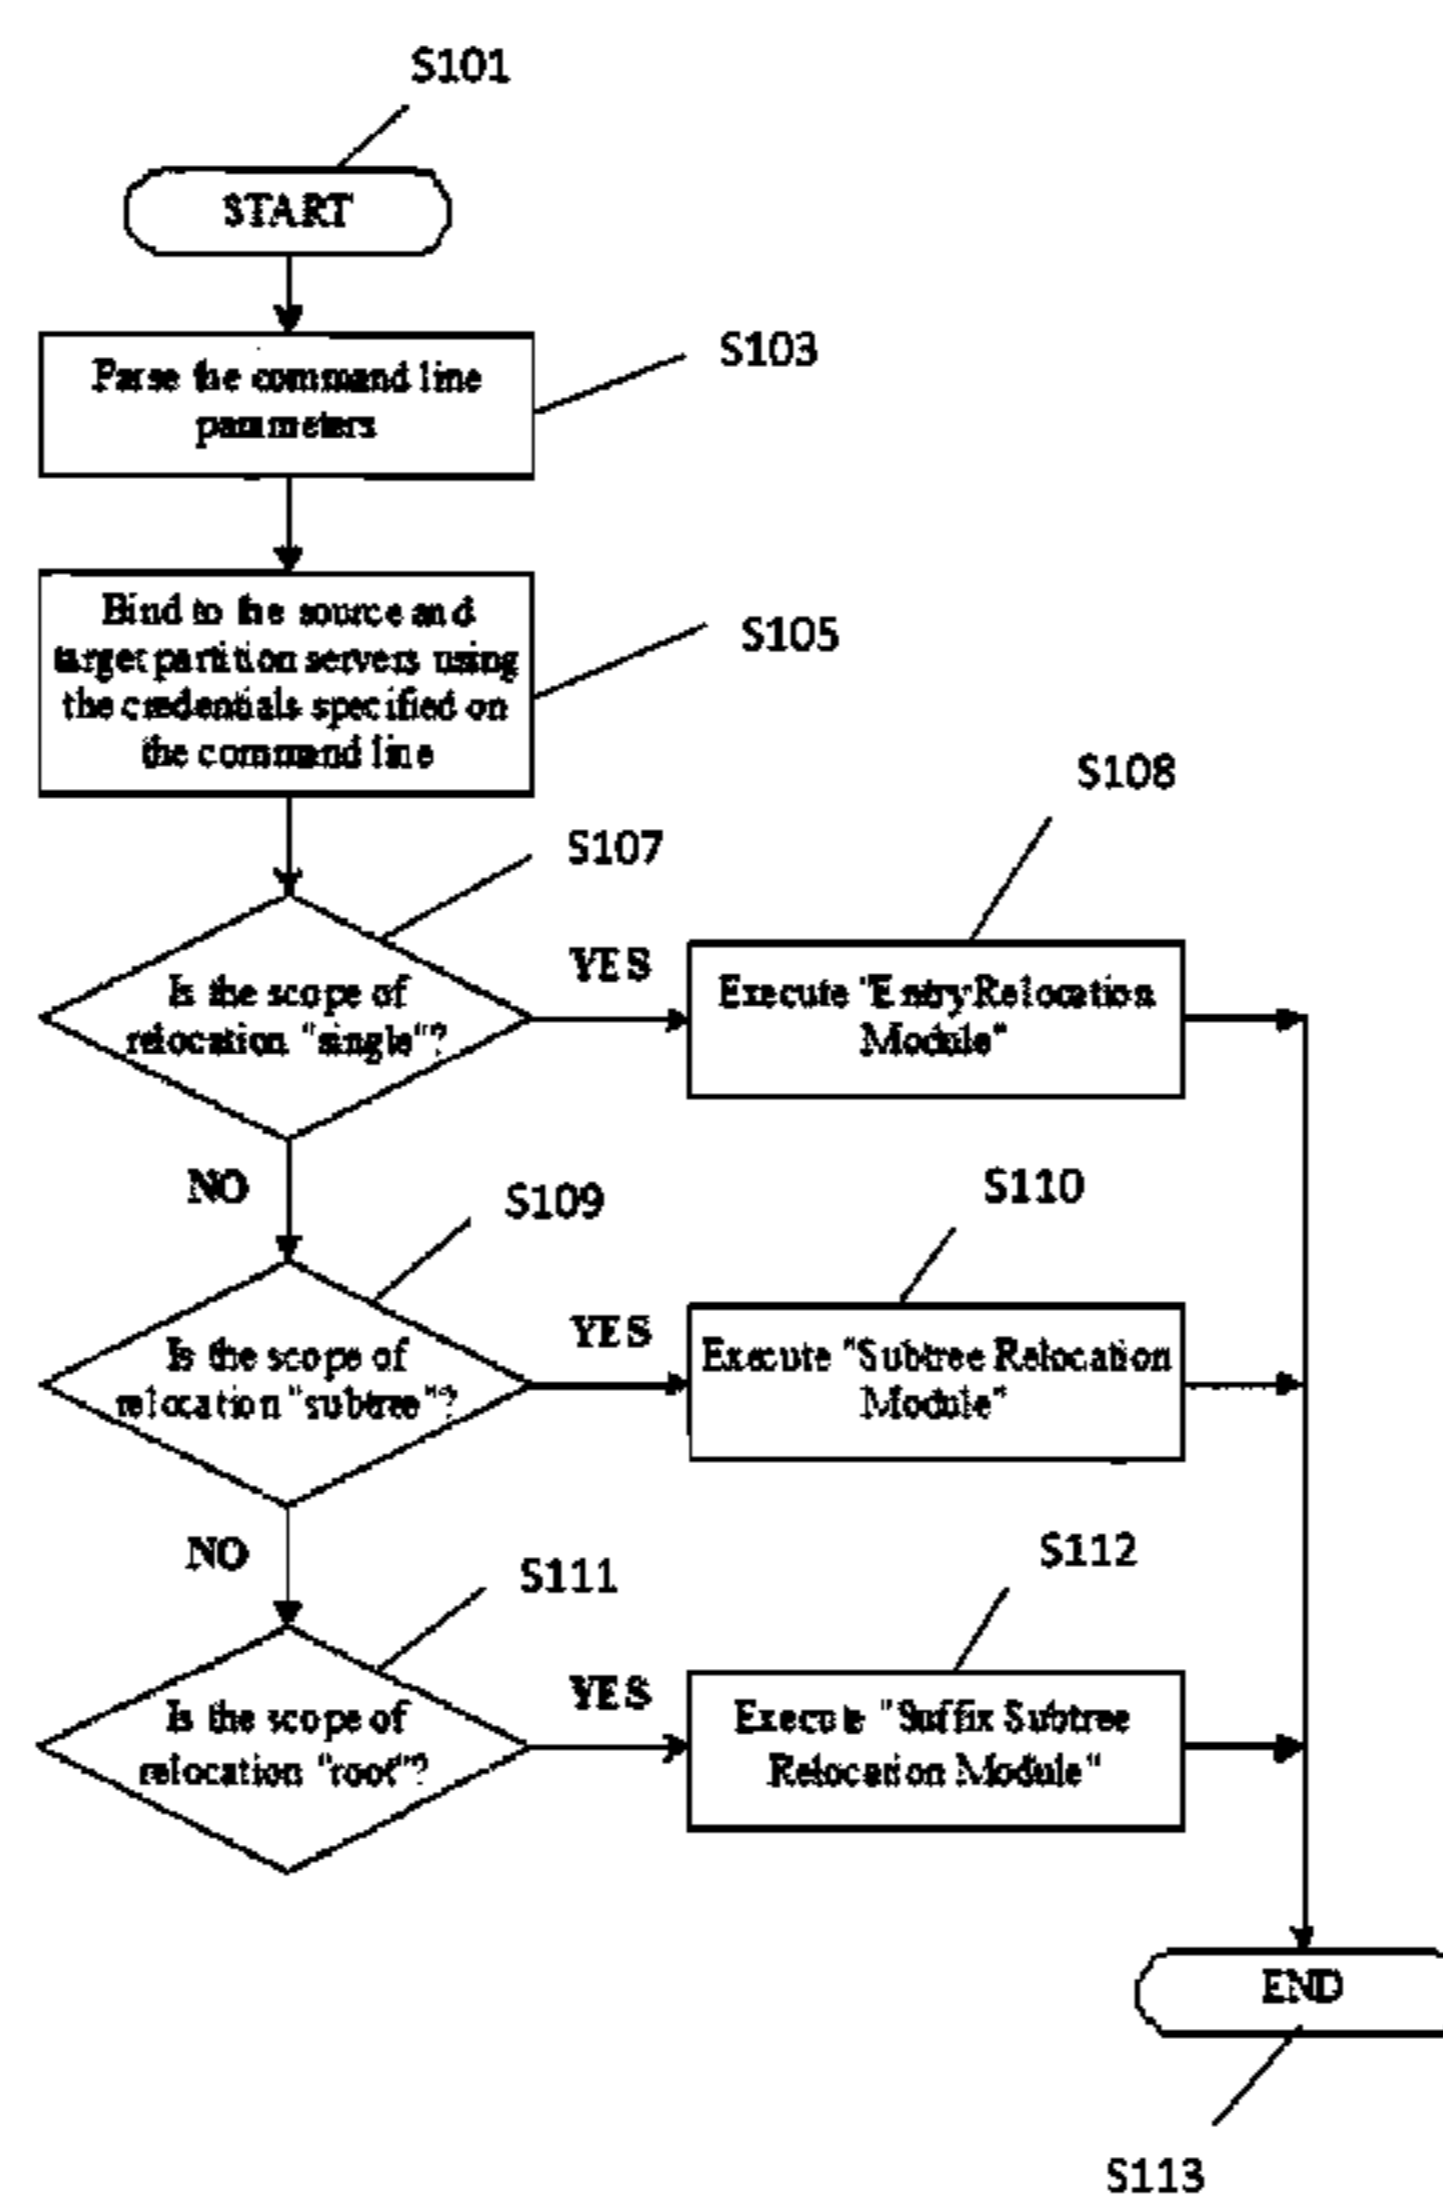 S101
START
Parse the command line
parameters
S103
Bind to the source and
target partition servers using
the credentials specified on
the command line
S105
S107
Is the scope of
relocation "single"?
YES
S108
Execute "Entry Relocation
Module"
NO
S109
Is the scope of
relocation "subtree"?
YES
S110
Execute "Subtree Relocation
Module"
NO
S111
Is the scope of
relocation "root"?
YES
S112
Execute "Suffix Subtree
Relocation Module"
END
S113